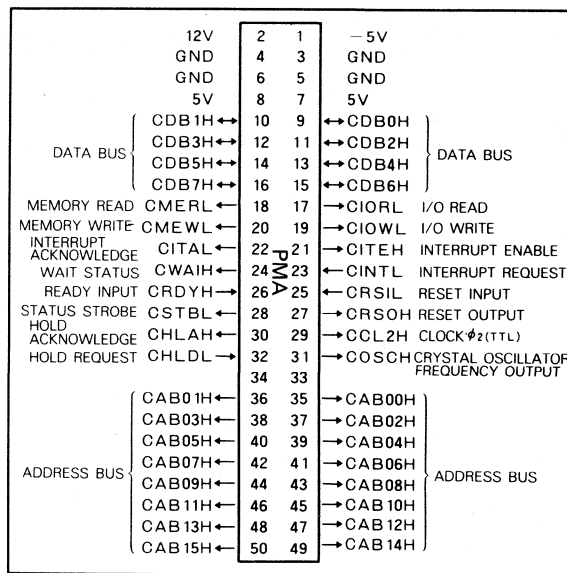 12V 2 1 －5V
GND 4 3 GND
GND 6 5 GND
5V 8 7 5V
CDB1H↔ 10 9 ↔CDB0H
CDB3H↔ 12 11 ↔CDB2H
DATA BUS CDB5H↔ 14 13 ↔CDB4H DATA BUS
CDB7H↔ 16 15 ↔CDB6H
MEMORY READ CMERL← 18 17 →CIORL I/O READ
MEMORY WRITE CMEWL← 20 19 →CIOWL I/O WRITE
INTERRUPT ACKNOWLEDGE CITAL← 22 21 →CITEH INTERRUPT ENABLE
WAIT STATUS CWAIH← 24 PMA 23 ←CINTL INTERRUPT REQUEST
READY INPUT CRDYH→ 26 25 ←CRSIL RESET INPUT
STATUS STROBE CSTBL← 28 27 →CRSOH RESET OUTPUT
HOLD ACKNOWLEDGE CHLAH← 30 29 →CCL2H CLOCK·ϕ2(TTL)
HOLD REQUEST CHLDL→ 32 31 →COSCH CRYSTAL OSCILLATOR FREQUENCY OUTPUT
34 33
CAB01H← 36 35 →CAB00H
CAB03H← 38 37 →CAB02H
CAB05H← 40 39 →CAB04H
ADDRESS BUS CAB07H← 42 41 →CAB06H ADDRESS BUS
CAB09H← 44 43 →CAB08H
CAB11H← 46 45 →CAB10H
CAB13H← 48 47 →CAB12H
CAB15H← 50 49 →CAB14H